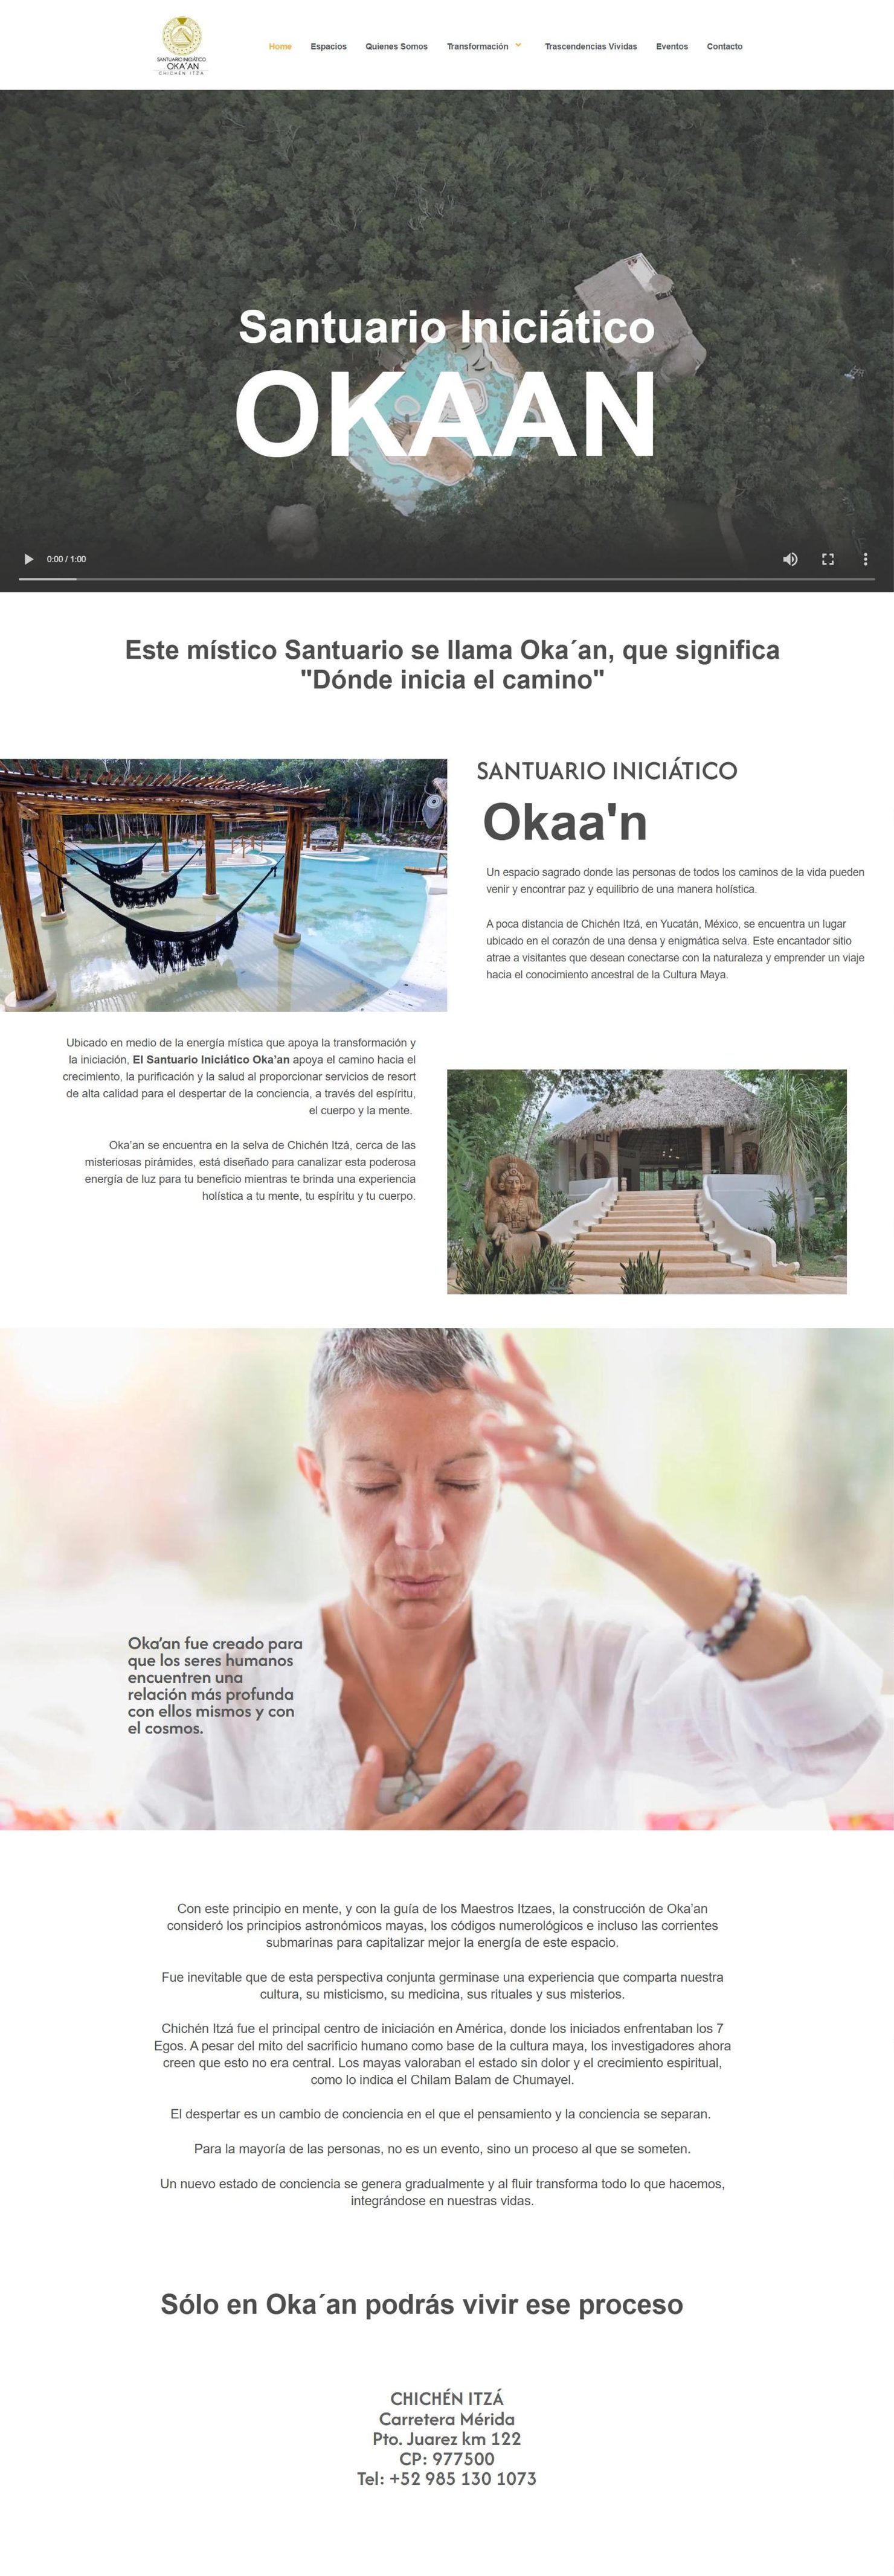 SANTUARIO INICIÁTICO
OKA'AN
CHICHEN ITZA
Home Espacios Quienes Somos Transformación Trascendencias Vividas Eventos Contacto
Santuario Iniciático
OKAAN
0:00 / 1:00
Este místico Santuario se llama Oka´an, que significa
"Dónde inicia el camino"
SANTUARIO INICIÁTICO
Okaa'n
Un espacio sagrado donde las personas de todos los caminos de la vida pueden
venir y encontrar paz y equilibrio de una manera holística.
A poca distancia de Chichén Itzá, en Yucatán, México, se encuentra un lugar
ubicado en el corazón de una densa y enigmática selva. Este encantador sitio
atrae a visitantes que desean conectarse con la naturaleza y emprender un viaje
hacia el conocimiento ancestral de la Cultura Maya.
Ubicado en medio de la energía mística que apoya la transformación y
la iniciación, El Santuario Iniciático Oka'an apoya el camino hacia el
crecimiento, la purificación y la salud al proporcionar servicios de resort
de alta calidad para el despertar de la conciencia, a través del espíritu,
el cuerpo y la mente.
Oka'an se encuentra en la selva de Chichén Itzá, cerca de las
misteriosas pirámides, está diseñado para canalizar esta poderosa
energía de luz para tu beneficio mientras te brinda una experiencia
holística a tu mente, tu espíritu y tu cuerpo.
Oka'an fue creado para
que los seres humanos
encuentren una
relación más profunda
con ellos mismos y con
el cosmos.
Con este principio en mente, y con la guía de los Maestros Itzaes, la construcción de Oka'an
consideró los principios astronómicos mayas, los códigos numerológicos e incluso las corrientes
submarinas para capitalizar mejor la energía de este espacio.
Fue inevitable que de esta perspectiva conjunta germinase una experiencia que comparta nuestra
cultura, su misticismo, su medicina, sus rituales y sus misterios.
Chichén Itzá fue el principal centro de iniciación en América, donde los iniciados enfrentaban los 7
Egos. A pesar del mito del sacrificio humano como base de la cultura maya, los investigadores ahora
creen que esto no era central. Los mayas valoraban el estado sin dolor y el crecimiento espiritual,
como lo indica el Chilam Balam de Chumayel.
El despertar es un cambio de conciencia en el que el pensamiento y la conciencia se separan.
Para la mayoría de las personas, no es un evento, sino un proceso al que se someten.
Un nuevo estado de conciencia se genera gradualmente y al fluir transforma todo lo que hacemos,
integrándose en nuestras vidas.
Sólo en Oka´an podrás vivir ese proceso
CHICHÉN ITZÁ
Carretera Mérida
Pto. Juarez km 122
CP: 977500
Tel: +52 985 130 1073